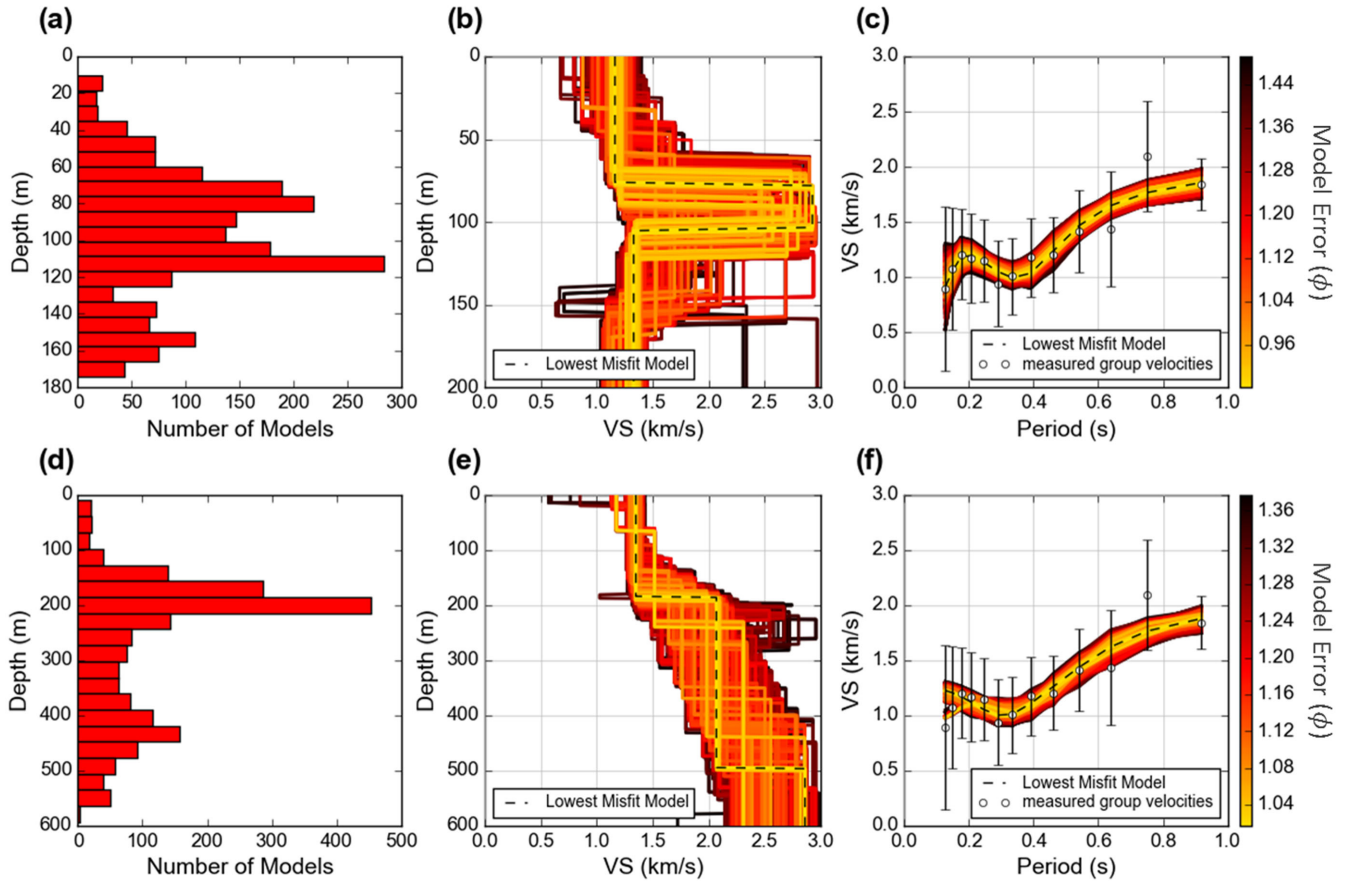 (a)
(b)
(c)
0
20
40
60
80
100
120
140
160
180
Depth (m)
0 50 100 150 200 250 300
Number of Models
0
50
100
150
200
Depth (m)
0.0 0.5 1.0 1.5 2.0 2.5 3.0
VS (km/s)
Lowest Misfit Model
3.0
2.5
2.0
1.5
1.0
0.5
0.0
VS (km/s)
0.0 0.2 0.4 0.6 0.8 1.0
Period (s)
Lowest Misfit Model
measured group velocities
1.44
1.36
1.28
1.20
1.12
1.04
0.96
Model Error (ϕ)
(d)
(e)
(f)
0
100
200
300
400
500
600
Depth (m)
0 100 200 300 400 500
Number of Models
0
100
200
300
400
500
600
Depth (m)
0.0 0.5 1.0 1.5 2.0 2.5 3.0
VS (km/s)
Lowest Misfit Model
3.0
2.5
2.0
1.5
1.0
0.5
0.0
VS (km/s)
0.0 0.2 0.4 0.6 0.8 1.0
Period (s)
Lowest Misfit Model
measured group velocities
1.36
1.32
1.28
1.24
1.20
1.16
1.12
1.08
1.04
Model Error (ϕ)